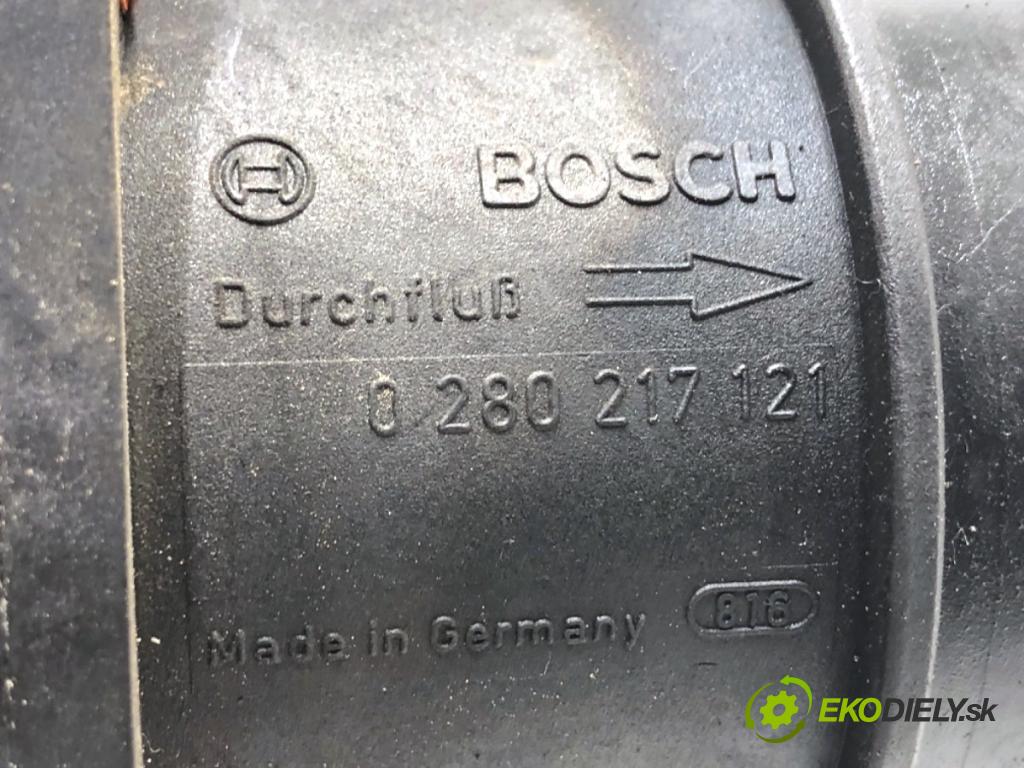 BOSCH
Durchfluß
0 280 217 121
Made in Germany 816
EKODIELY.sk